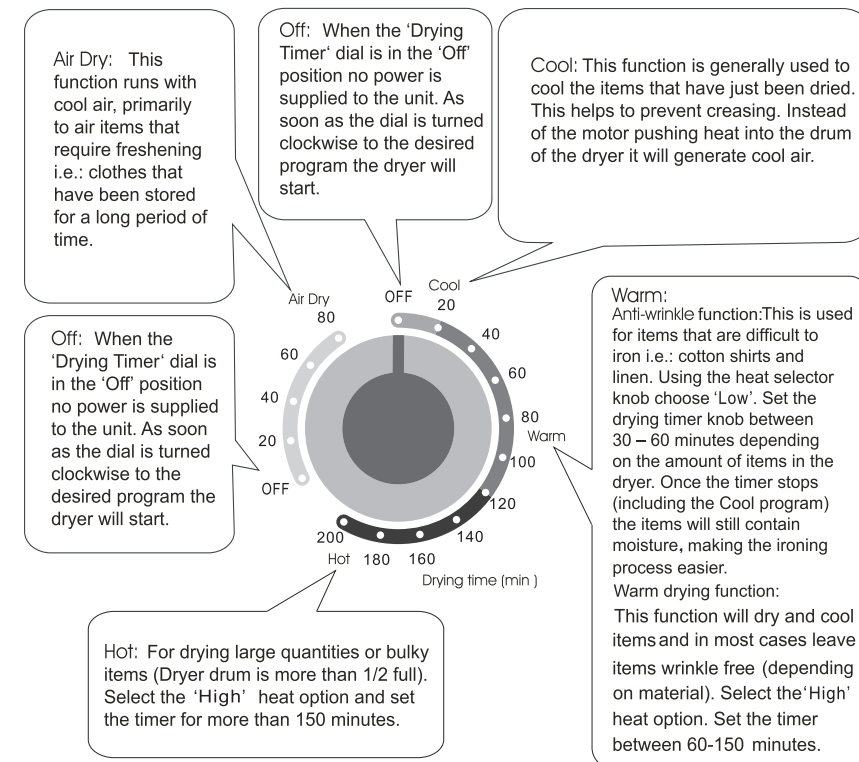 Air Dry: This
function runs with
cool air, primarily
to air items that
require freshening
i.e.: clothes that
have been stored
for a long period of
time.
Off: When the ‘Drying
Timer‘ dial is in the ‘Off’
position no power is
supplied to the unit. As
soon as the dial is turned
clockwise to the desired
program the dryer will
start.
Cool: This function is generally used to
cool the items that have just been dried.
This helps to prevent creasing. Instead
of the motor pushing heat into the drum
of the dryer it will generate cool air.
Off: When the
‘Drying Timer‘ dial is
in the ‘Off’ position
no power is supplied
to the unit. As soon
as the dial is turned
clockwise to the
desired program the
dryer will start.
Air Dry
80
60
40
20
OFF
OFF
Cool
20
40
60
80
Warm
100
120
140
160
180
200
Hot
Drying time (min )
Warm:
Anti-wrinkle function:This is used
for items that are difficult to
iron i.e.: cotton shirts and
linen. Using the heat selector
knob choose ‘Low’. Set the
drying timer knob between
30 – 60 minutes depending
on the amount of items in the
dryer. Once the timer stops
(including the Cool program)
the items will still contain
moisture, making the ironing
process easier.
Warm drying function:
This function will dry and cool
items and in most cases leave
items wrinkle free (depending
on material). Select the ‘High’
heat option. Set the timer
between 60-150 minutes.
Hot: For drying large quantities or bulky
items (Dryer drum is more than 1/2 full).
Select the ‘High’ heat option and set
the timer for more than 150 minutes.